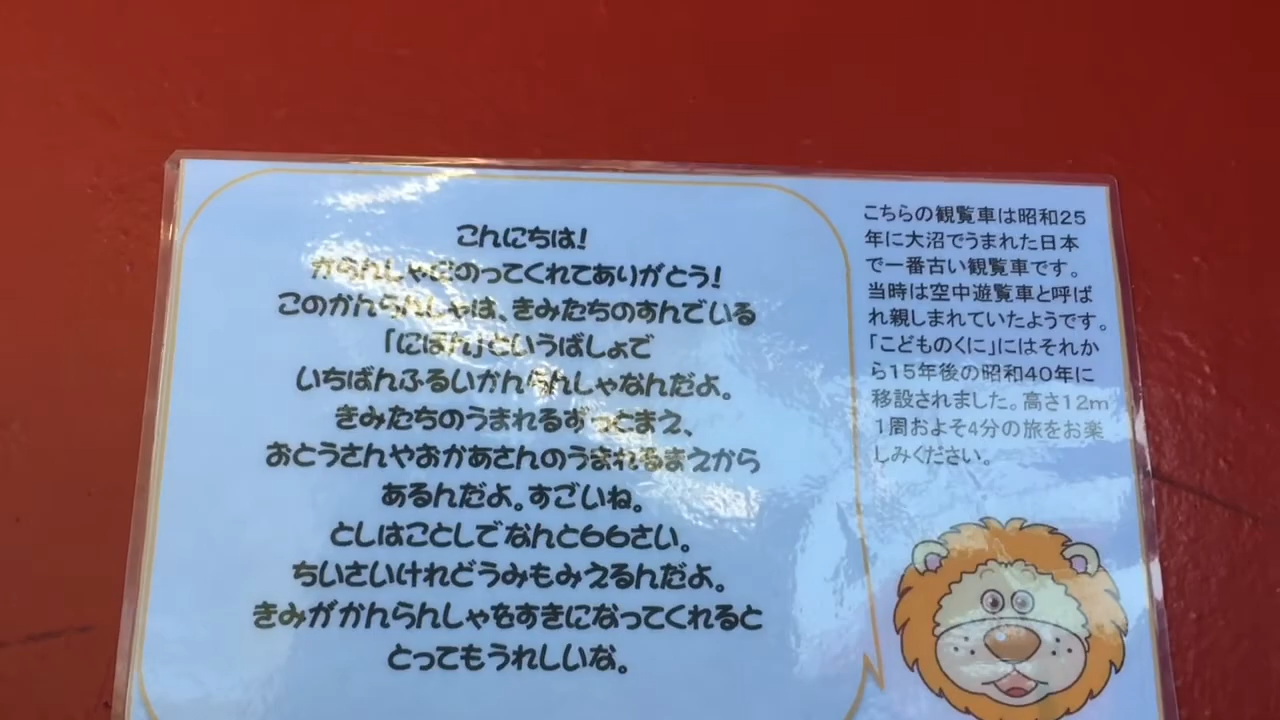 こんにちは!
かんらんしゃにのってくれてありがとう!
このかんらんしゃは、きみたちのすんでいる
「にほん」というばしょで
いちばんふるいかんらんしゃなんだよ。
きみたちのうまれるずっとまえ、
おとうさんやおかあさんのうまれるまえから
あるんだよ。すごいね。
としはことしでなんと66さい。
ちいさいけれどうみもみえるんだよ。
きみがかんらんしゃをすきになってくれると
とってもうれしいな。
こちらの観覧車は昭和25
年に大沼でうまれた日本
で一番古い観覧車です。
当時は空中遊覧車と呼ば
れ親しまれていたようです。
「こどものくに」にはそれか
ら15年後の昭和40年に
移設されました。高さ12m
1周およそ4分の旅をお楽
しみください。